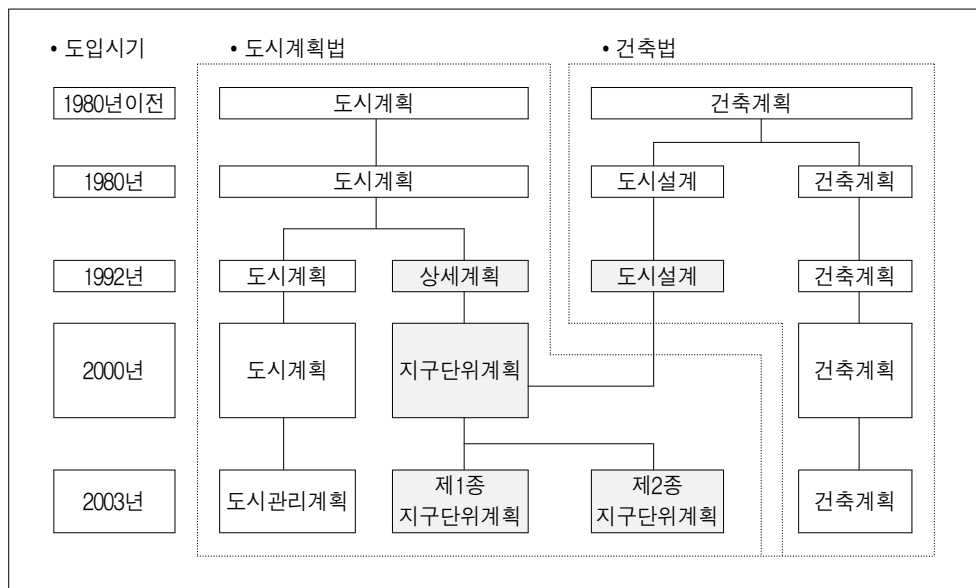 • 도입시기 • 도시계획법 • 건축법
1980년이전 도시계획 건축계획
1980년 도시계획 도시설계 건축계획
1992년 도시계획 상세계획 도시설계 건축계획
2000년 도시계획 지구단위계획 건축계획
2003년 도시관리계획 제1종 지구단위계획 제2종 지구단위계획 건축계획